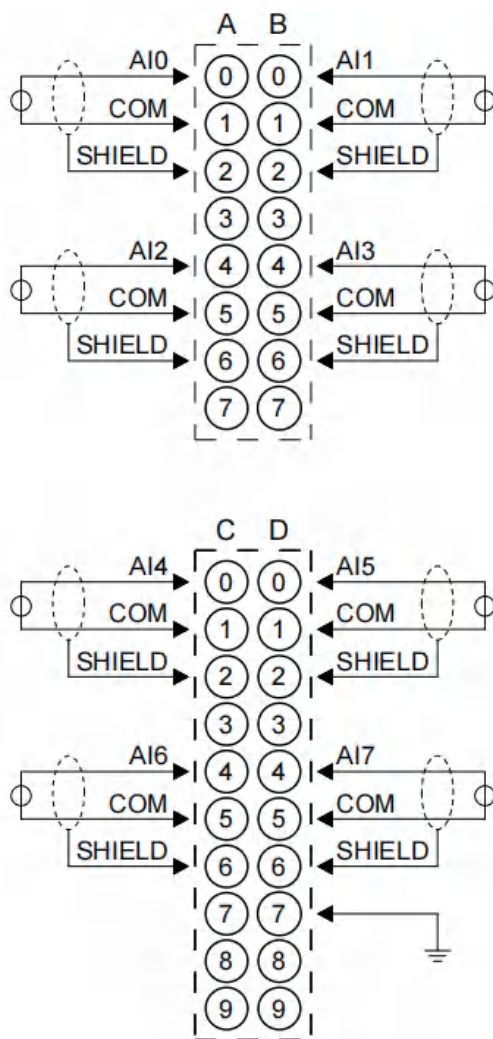 A B
AI0 0 0 AI1
COM 1 1 COM
SHIELD 2 2 SHIELD
3 3
AI2 4 4 AI3
COM 5 5 COM
SHIELD 6 6 SHIELD
7 7
C D
AI4 0 0 AI5
COM 1 1 COM
SHIELD 2 2 SHIELD
3 3
AI6 4 4 AI7
COM 5 5 COM
SHIELD 6 6 SHIELD
7 7
8 8
9 9